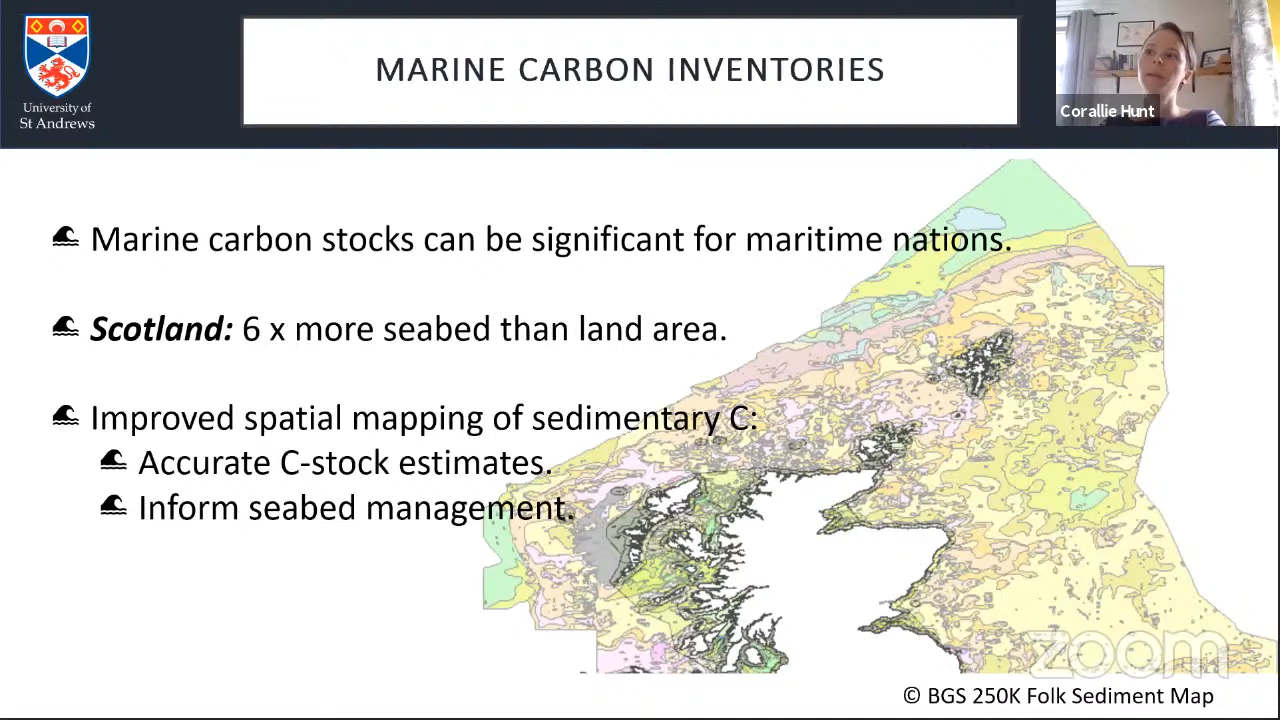 MARINE CARBON INVENTORIES
University of
St Andrews
Corallie Hunt
Marine carbon stocks can be significant for maritime nations.
Scotland: 6 x more seabed than land area.
Improved spatial mapping of sedimentary C:
Accurate C-stock estimates.
Inform seabed management.
zoom
© BGS 250K Folk Sediment Map